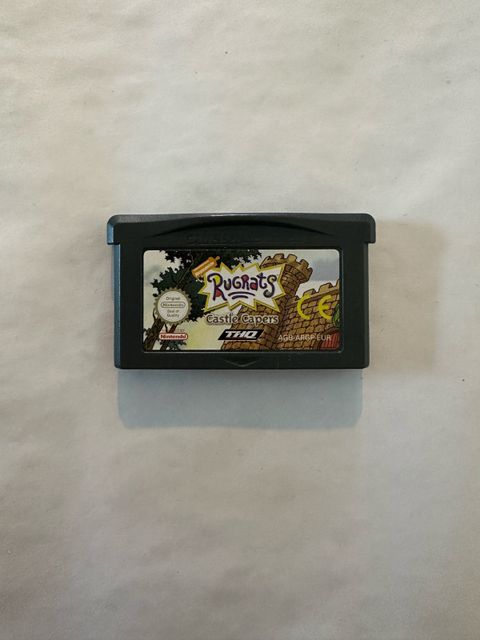 RUGRATS
Castle Capers
Original
Nintendo
Seal of
Quality
Nintendo
THQ
CE
AGB-ARGP-EUR